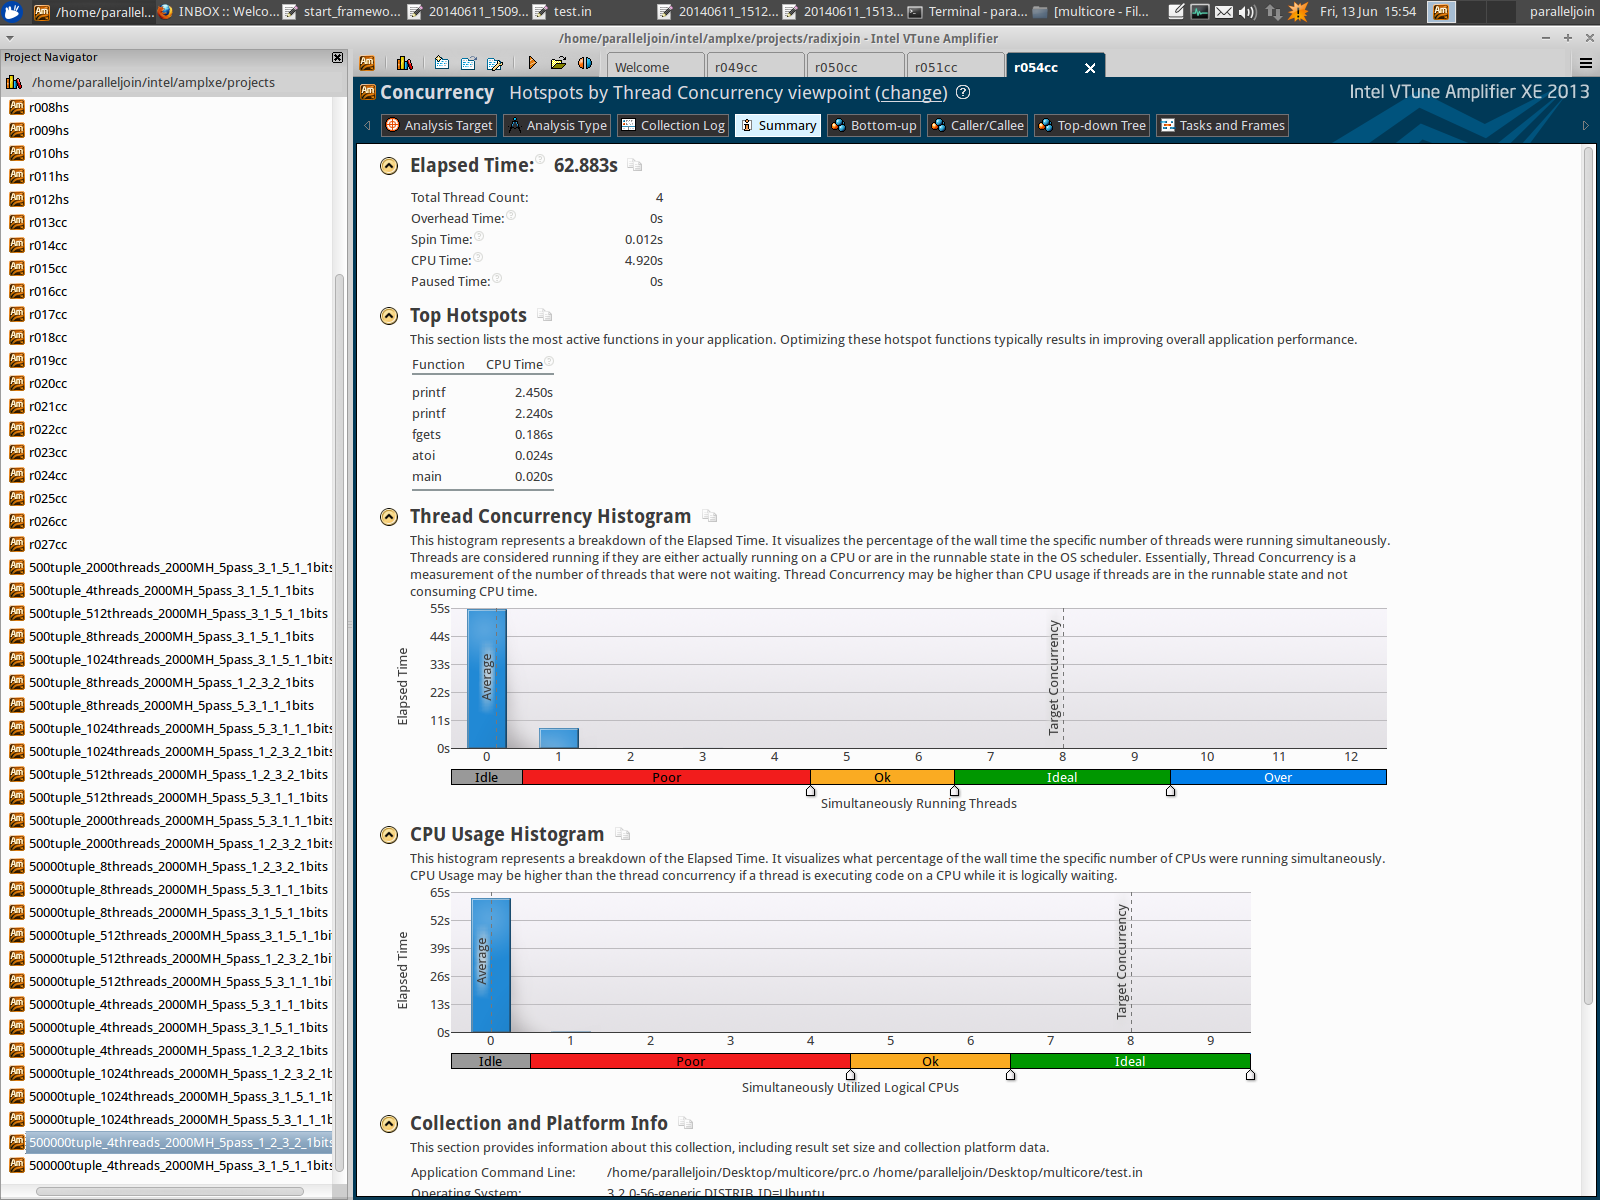 /home/parallel...
INBOX :: Welco...
start_framewo...
20140611_1509...
test.in
20140611_1512...
20140611_1513...
Terminal - para...
[multicore - Fil...
Fri, 13 Jun 15:54
paralleljoin
/home/paralleljoin/intel/amplxe/projects/radixjoin - Intel VTune Amplifier
Project Navigator
/home/paralleljoin/intel/amplxe/projects
r008hs
r009hs
r010hs
r011hs
r012hs
r013cc
r014cc
r015cc
r016cc
r017cc
r018cc
r019cc
r020cc
r021cc
r022cc
r023cc
r024cc
r025cc
r026cc
r027cc
500tuple_2000threads_2000MH_5pass_3_1_5_1_1bits
500tuple_4threads_2000MH_5pass_3_1_5_1_1bits
500tuple_512threads_2000MH_5pass_3_1_5_1_1bits
500tuple_8threads_2000MH_5pass_3_1_5_1_1bits
500tuple_1024threads_2000MH_5pass_3_1_5_1_1bits
500tuple_8threads_2000MH_5pass_1_2_3_2_1bits
500tuple_8threads_2000MH_5pass_5_3_1_1_1bits
500tuple_1024threads_2000MH_5pass_5_3_1_1_1bits
500tuple_1024threads_2000MH_5pass_1_2_3_2_1bits
500tuple_512threads_2000MH_5pass_1_2_3_2_1bits
500tuple_512threads_2000MH_5pass_5_3_1_1_1bits
500tuple_2000threads_2000MH_5pass_5_3_1_1_1bits
500tuple_2000threads_2000MH_5pass_1_2_3_2_1bits
50000tuple_8threads_2000MH_5pass_1_2_3_2_1bits
50000tuple_8threads_2000MH_5pass_5_3_1_1_1bits
50000tuple_8threads_2000MH_5pass_3_1_5_1_1bits
50000tuple_512threads_2000MH_5pass_3_1_5_1_1bi
50000tuple_512threads_2000MH_5pass_1_2_3_2_1bi
50000tuple_512threads_2000MH_5pass_5_3_1_1_1bi
50000tuple_4threads_2000MH_5pass_5_3_1_1_1bits
50000tuple_4threads_2000MH_5pass_3_1_5_1_1bits
50000tuple_4threads_2000MH_5pass_1_2_3_2_1bits
50000tuple_1024threads_2000MH_5pass_1_2_3_2_1b
50000tuple_1024threads_2000MH_5pass_3_1_5_1_1b
50000tuple_1024threads_2000MH_5pass_5_3_1_1_1b
500000tuple_4threads_2000MH_5pass_1_2_3_2_1bits
500000tuple_4threads_2000MH_5pass_3_1_5_1_1bits
Welcome
r049cc
r050cc
r051cc
r054cc
Concurrency Hotspots by Thread Concurrency viewpoint (change)
Intel VTune Amplifier XE 2013
Analysis Target
Analysis Type
Collection Log
Summary
Bottom-up
Caller/Callee
Top-down Tree
Tasks and Frames
Elapsed Time: 62.883s
Total Thread Count: 4
Overhead Time: 0s
Spin Time: 0.012s
CPU Time: 4.920s
Paused Time: 0s
Top Hotspots
This section lists the most active functions in your application. Optimizing these hotspot functions typically results in improving overall application performance.
Function CPU Time
printf 2.450s
printf 2.240s
fgets 0.186s
atoi 0.024s
main 0.020s
Thread Concurrency Histogram
This histogram represents a breakdown of the Elapsed Time. It visualizes the percentage of the wall time the specific number of threads were running simultaneously.
Threads are considered running if they are either actually running on a CPU or are in the runnable state in the OS scheduler. Essentially, Thread Concurrency is a
measurement of the number of threads that were not waiting. Thread Concurrency may be higher than CPU usage if threads are in the runnable state and not
consuming CPU time.
55s
44s
33s
22s
11s
0s
Elapsed Time
Average
Target Concurrency
0 1 2 3 4 5 6 7 8 9 10 11 12
Idle Poor Ok Ideal Over
Simultaneously Running Threads
CPU Usage Histogram
This histogram represents a breakdown of the Elapsed Time. It visualizes what percentage of the wall time the specific number of CPUs were running simultaneously.
CPU Usage may be higher than the thread concurrency if a thread is executing code on a CPU while it is logically waiting.
65s
52s
39s
26s
13s
0s
Elapsed Time
Average
Target Concurrency
0 1 2 3 4 5 6 7 8 9
Idle Poor Ok Ideal
Simultaneously Utilized Logical CPUs
Collection and Platform Info
This section provides information about this collection, including result set size and collection platform data.
Application Command Line: /home/paralleljoin/Desktop/multicore/prc.o /home/paralleljoin/Desktop/multicore/test.in
Operating System: 3.2.0-56-generic DISTRIB_ID=Ubuntu